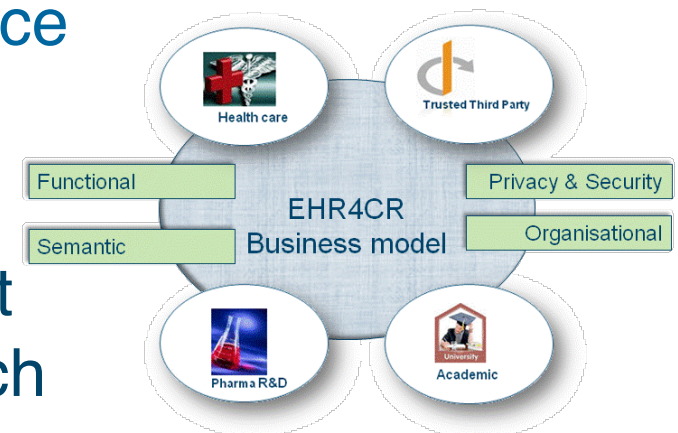 ce
Health care
Trusted Third Party
Functional
Privacy & Security
EHR4CR
Business model
Semantic
Organisational
t
ch
Pharma R&D
University
Academic